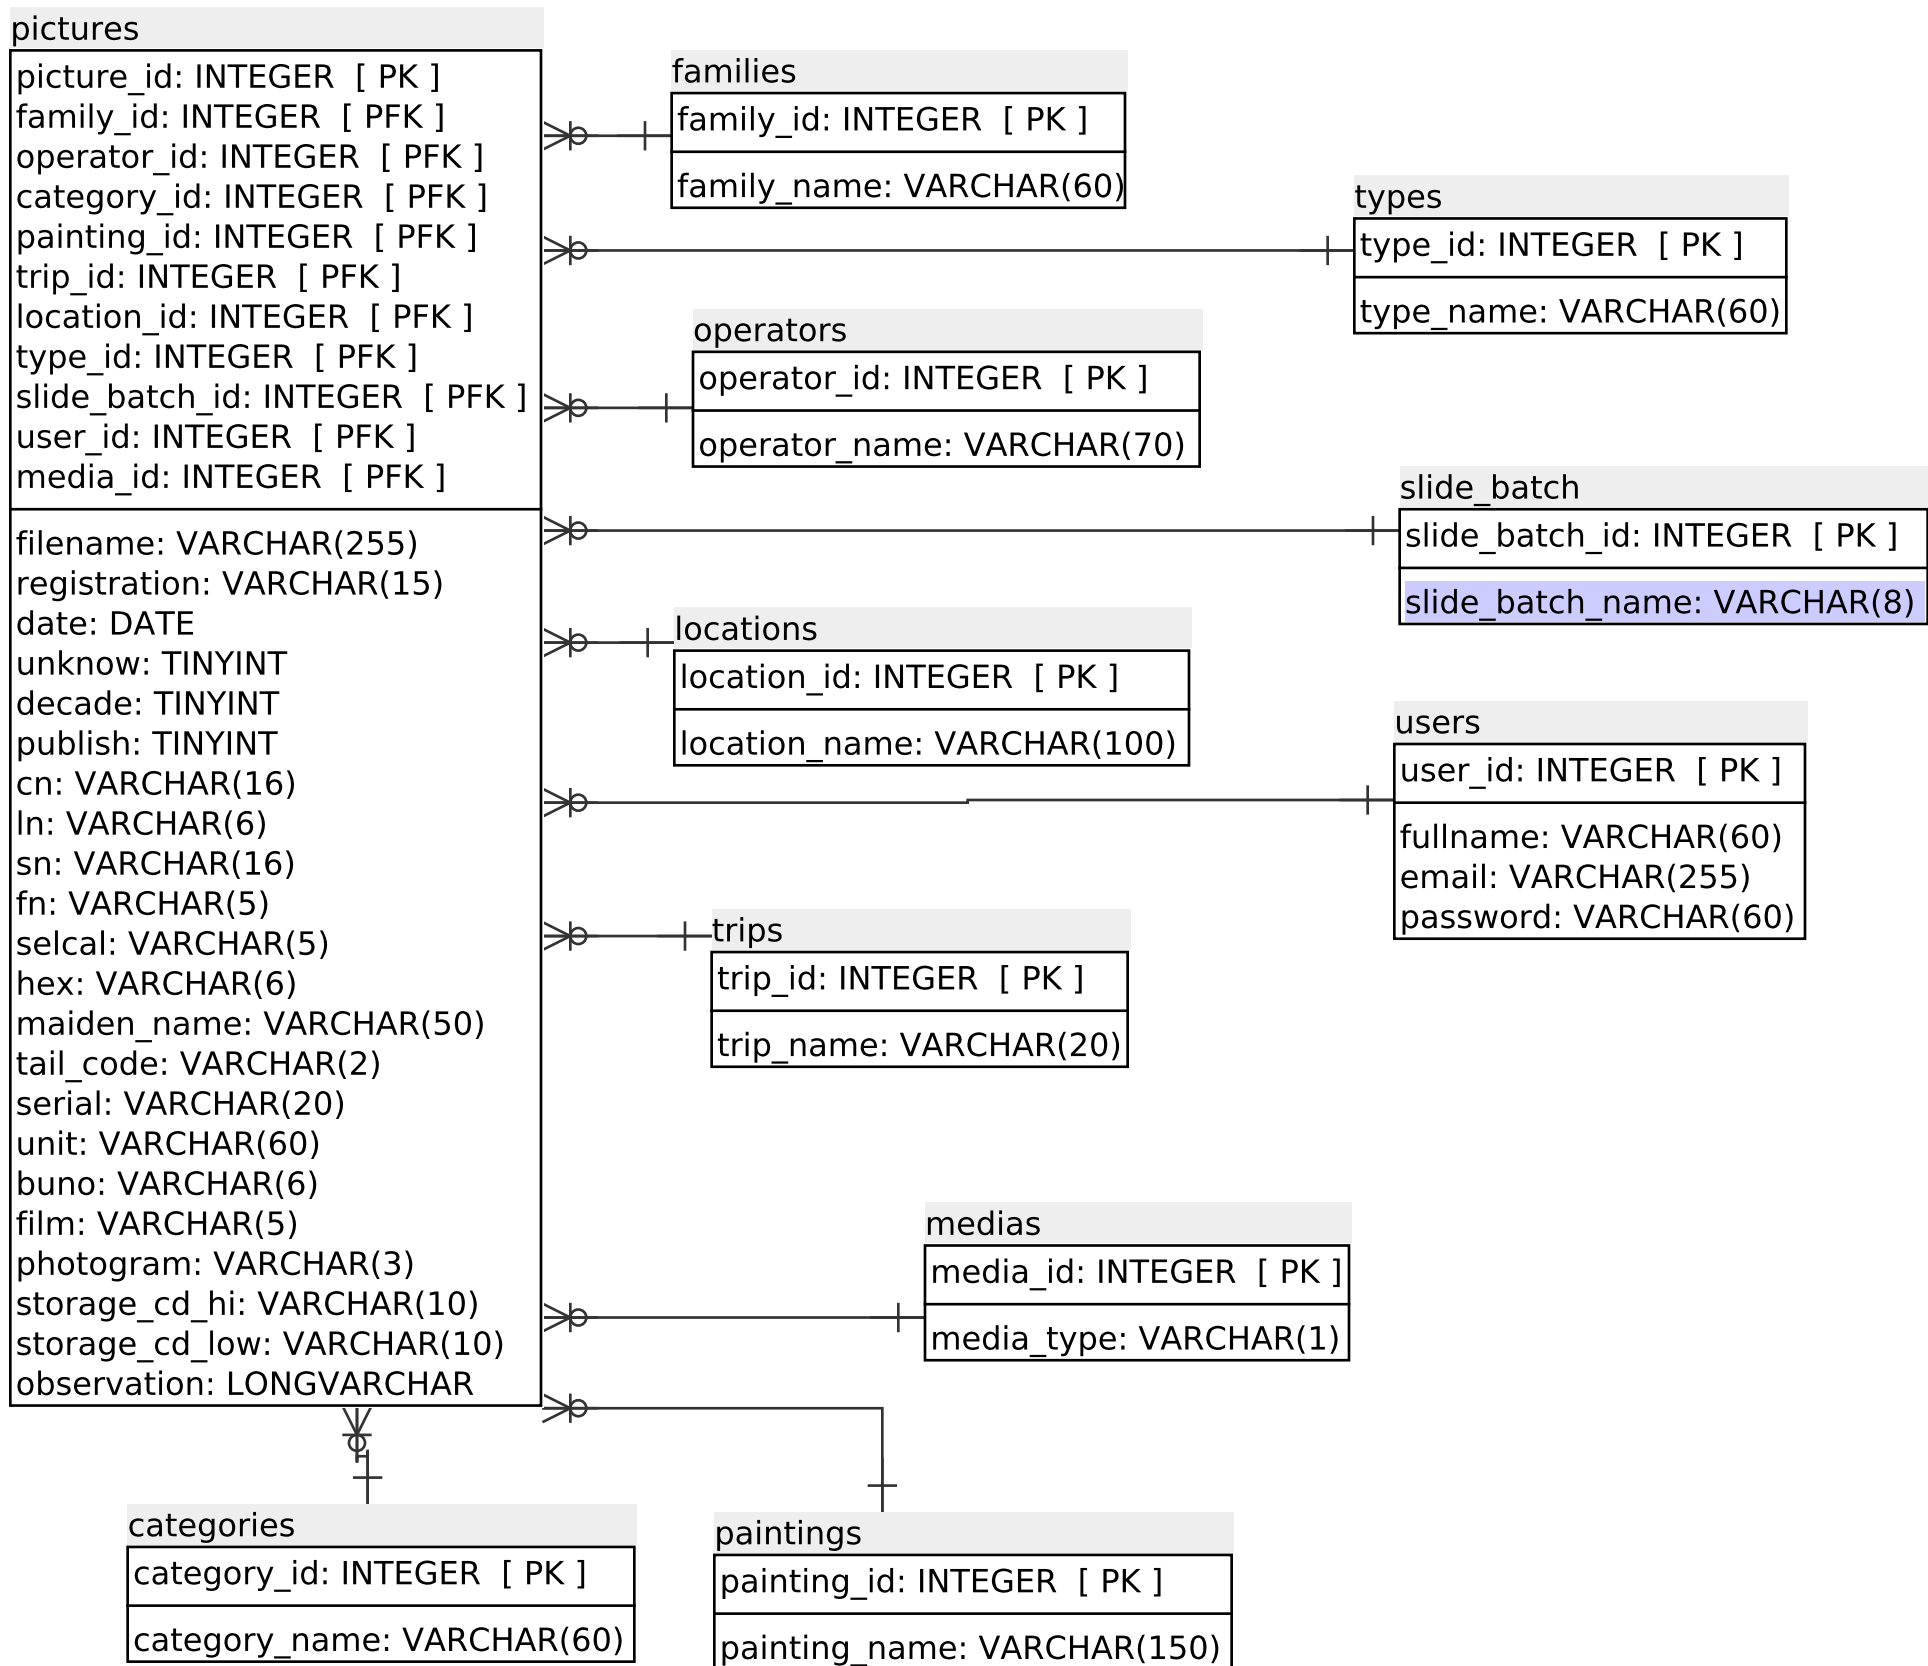 pictures
picture_id: INTEGER [ PK ]
family_id: INTEGER [ PFK ]
operator_id: INTEGER [ PFK ]
category_id: INTEGER [ PFK ]
painting_id: INTEGER [ PFK ]
trip_id: INTEGER [ PFK ]
location_id: INTEGER [ PFK ]
type_id: INTEGER [ PFK ]
slide_batch_id: INTEGER [ PFK ]
user_id: INTEGER [ PFK ]
media_id: INTEGER [ PFK ]
filename: VARCHAR(255)
registration: VARCHAR(15)
date: DATE
unknow: TINYINT
decade: TINYINT
publish: TINYINT
cn: VARCHAR(16)
ln: VARCHAR(6)
sn: VARCHAR(16)
fn: VARCHAR(5)
selcal: VARCHAR(5)
hex: VARCHAR(6)
maiden_name: VARCHAR(50)
tail_code: VARCHAR(2)
serial: VARCHAR(20)
unit: VARCHAR(60)
buno: VARCHAR(6)
film: VARCHAR(5)
photogram: VARCHAR(3)
storage_cd_hi: VARCHAR(10)
storage_cd_low: VARCHAR(10)
observation: LONGVARCHAR
families
family_id: INTEGER [ PK ]
family_name: VARCHAR(60)
types
type_id: INTEGER [ PK ]
type_name: VARCHAR(60)
operators
operator_id: INTEGER [ PK ]
operator_name: VARCHAR(70)
slide_batch
slide_batch_id: INTEGER [ PK ]
slide_batch_name: VARCHAR(8)
locations
location_id: INTEGER [ PK ]
location_name: VARCHAR(100)
users
user_id: INTEGER [ PK ]
fullname: VARCHAR(60)
email: VARCHAR(255)
password: VARCHAR(60)
trips
trip_id: INTEGER [ PK ]
trip_name: VARCHAR(20)
medias
media_id: INTEGER [ PK ]
media_type: VARCHAR(1)
categories
category_id: INTEGER [ PK ]
category_name: VARCHAR(60)
paintings
painting_id: INTEGER [ PK ]
painting_name: VARCHAR(150)